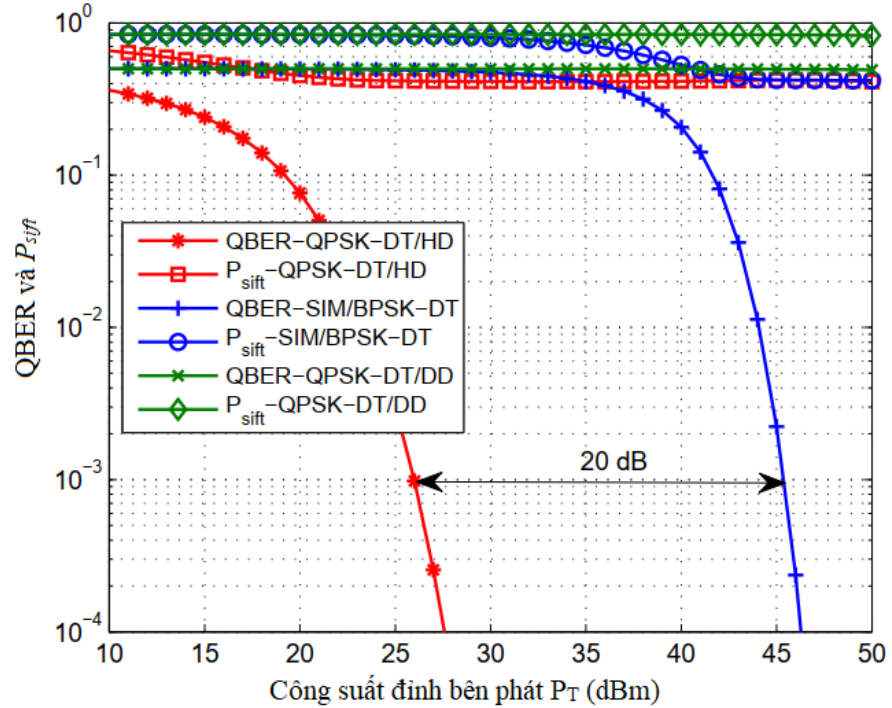 10^0
10^-1
10^-2
10^-3
10^-4
QBER và P_sift
QBER−QPSK−DT/HD
P_sift−QPSK−DT/HD
QBER−SIM/BPSK−DT
P_sift−SIM/BPSK−DT
QBER−QPSK−DT/DD
P_sift−QPSK−DT/DD
20 dB
10 15 20 25 30 35 40 45 50
Công suất đỉnh bên phát P_T (dBm)